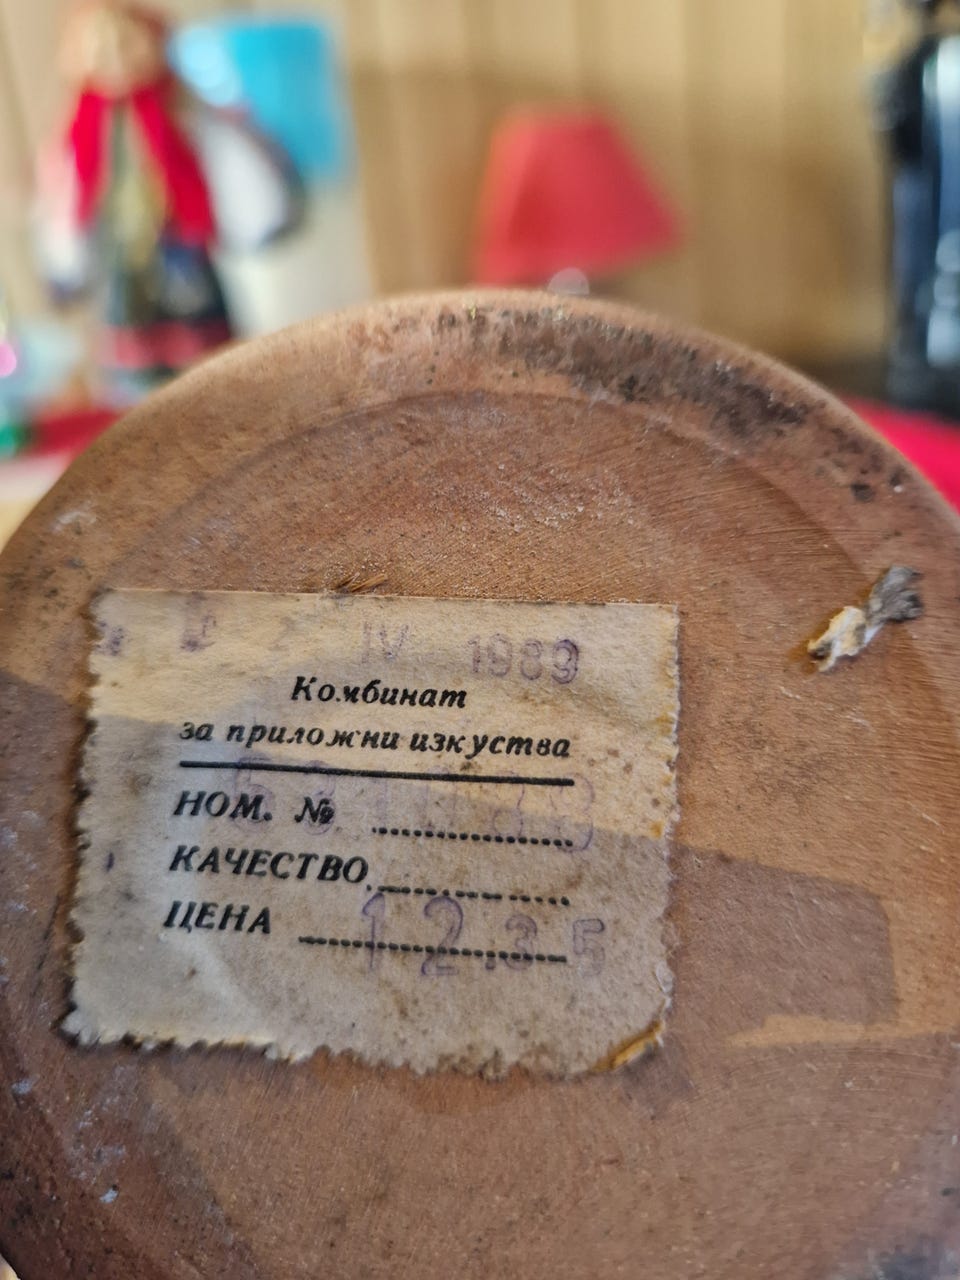 IV 1989
Комбинат
за приложни изкуства
НОМ. №
КАЧЕСТВО
ЦЕНА 12.35